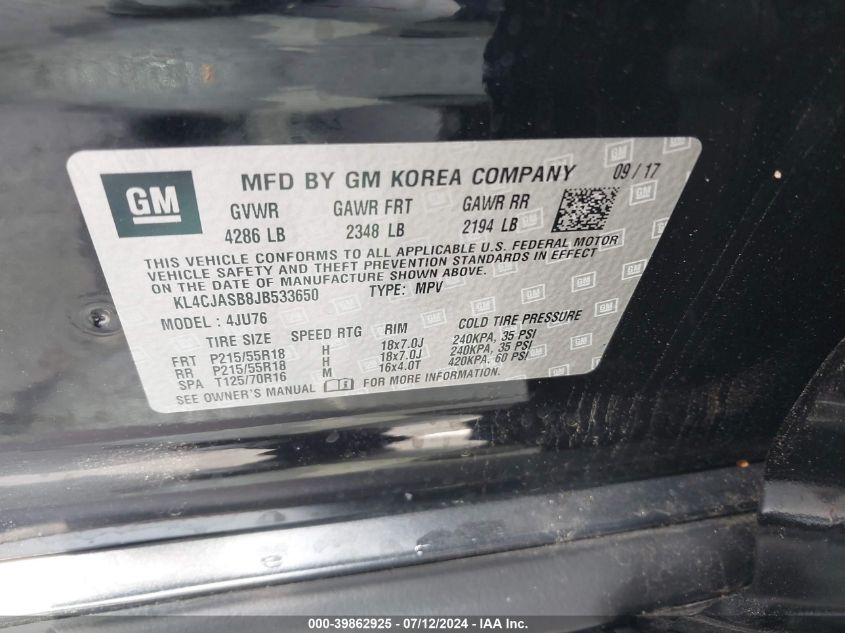 GM
MFD BY GM KOREA COMPANY 09/17
GVWR GAWR FRT GAWR RR
4286 LB 2348 LB 2194 LB
THIS VEHICLE CONFORMS TO ALL APPLICABLE U.S. FEDERAL MOTOR
VEHICLE SAFETY AND THEFT PREVENTION STANDARDS IN EFFECT
ON THE DATE OF MANUFACTURE SHOWN ABOVE.
KL4CJASB8JB533650 TYPE: MPV
MODEL: 4JU76
TIRE SIZE SPEED RTG RIM COLD TIRE PRESSURE
FRT P215/55R18 H 18x7.0J 240KPA, 35 PSI
RR P215/55R18 H 18x7.0J 240KPA, 35 PSI
SPA T125/70R16 M 16x4.0T 420KPA, 60 PSI
SEE OWNER'S MANUAL FOR MORE INFORMATION.
000-39862925 - 07/12/2024 - IAA Inc.